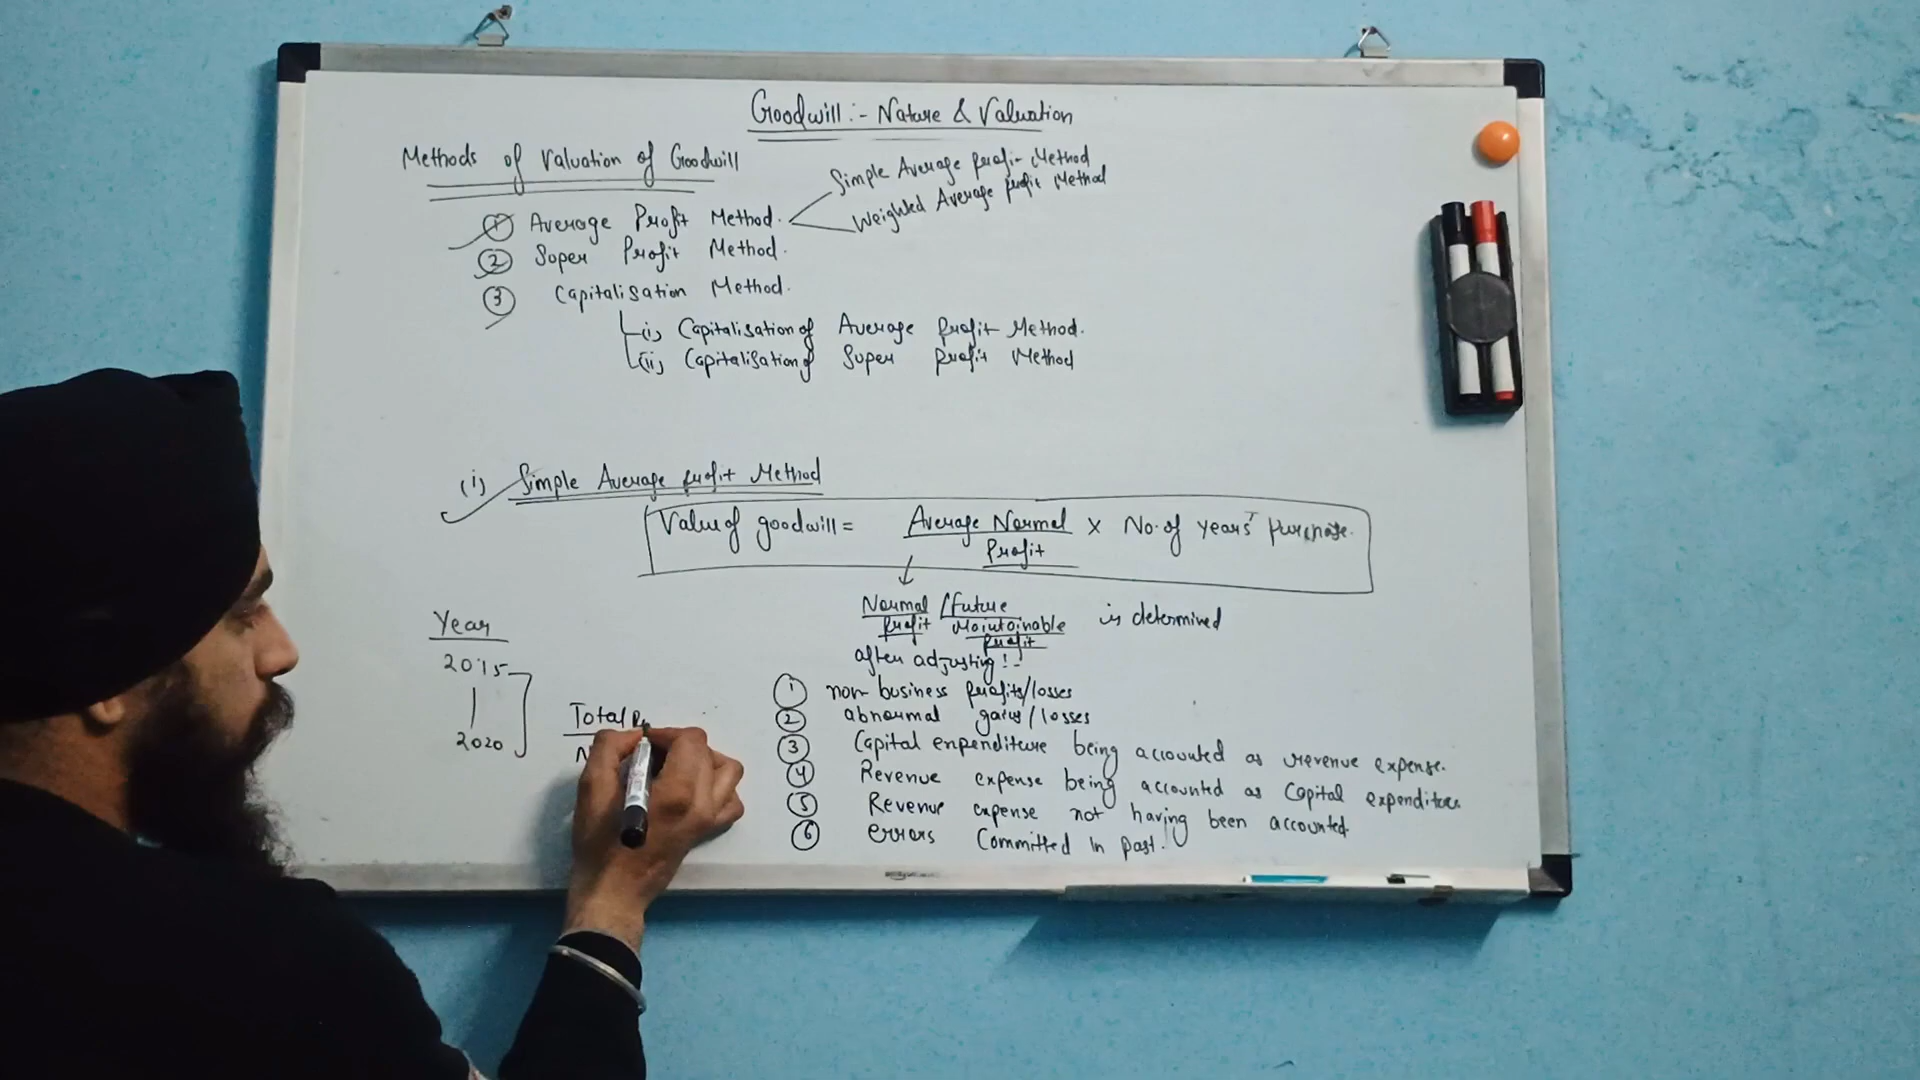 Goodwill :- Nature & Valuation
Methods of Valuation of Goodwill
① Average Profit Method.
Simple Average profit Method
Weighted Average profit Method
② Super Profit Method.
③ Capitalisation Method.
(i) Capitalisation of Average profit Method.
(ii) Capitalisation of Super profit Method
(i) Simple Average profit Method
Value of goodwill = Average Normal Profit X No. of years' purchase.
Normal profit / Future Maintainable profit is determined
after adjusting :-
① non business profits/losses
② abnormal gains/losses
③ Capital expenditure being accounted as revenue expense.
④ Revenue expense being accounted as Capital expenditure
⑤ Revenue expense not having been accounted
⑥ errors Committed in past.
Year
2015
2020
Total